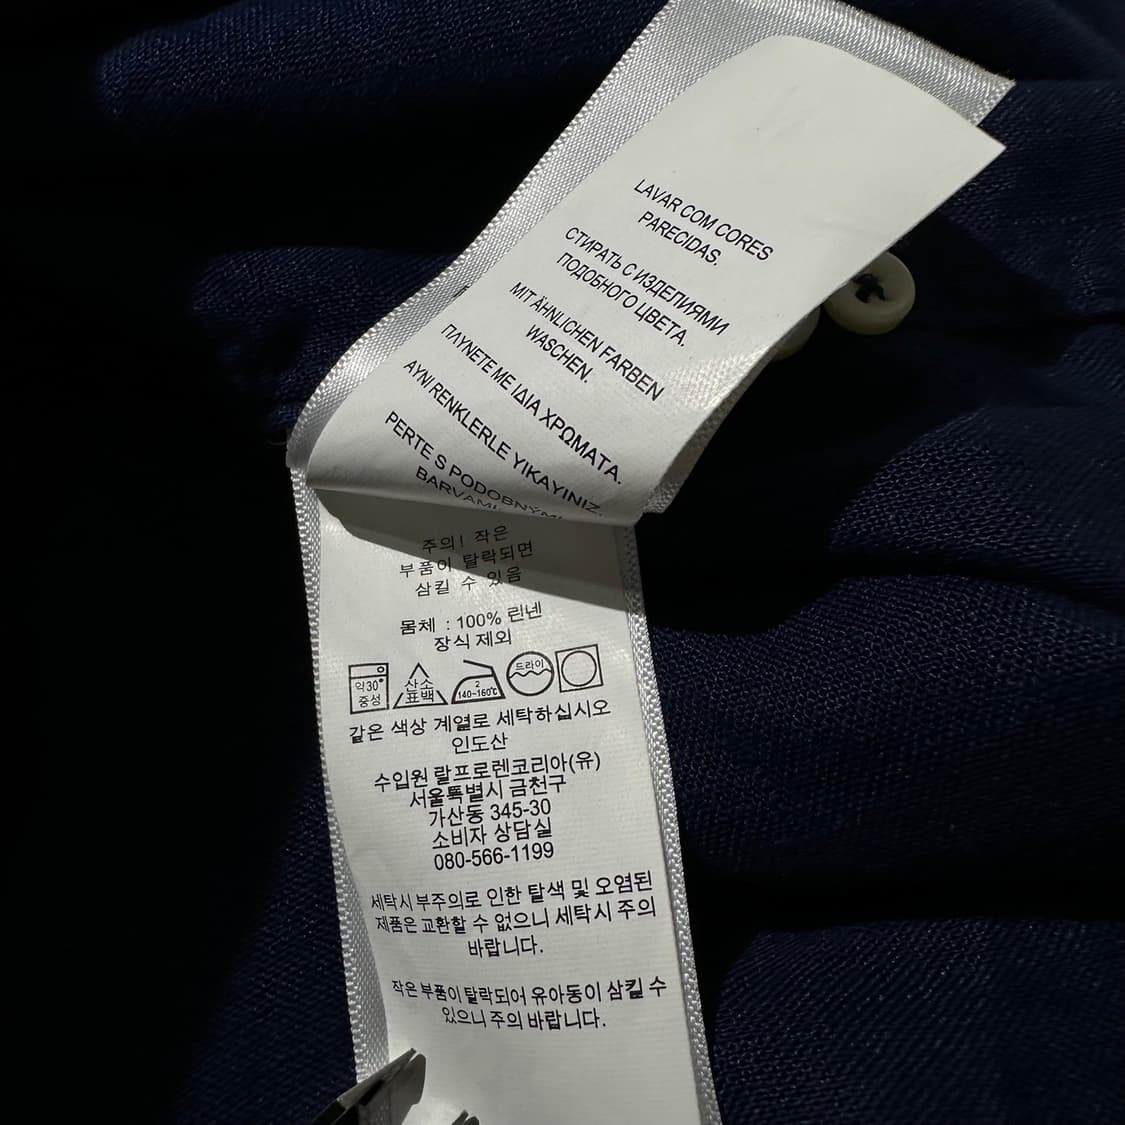 LAVAR COM CORES
PARECIDAS.
СТИРАТЬ С ИЗДЕЛИЯМИ
ПОДОБНОГО ЦВЕТА.
MIT ÄHNLICHEN FARBEN
WASCHEN.
ΠΛΥΝΕΤΕ ΜΕ ΙΔΙΑ ΧΡΩΜΑΤΑ.
AYNI RENKLERLE YIKAYINIZ.
PERTE S PODOBNÝMI
BARVAMI.
주의! 작은
부품이 탈락되면
삼킬 수 있음
몸체 : 100% 린넨
장식 제외
약30°
중성
산소
표백
2
140~160℃
드라이
같은 색상 계열로 세탁하십시오
인도산
수입원 랄프로렌코리아(유)
서울특별시 금천구
가산동 345-30
소비자 상담실
080-566-1199
세탁시 부주의로 인한 탈색 및 오염된
제품은 교환할 수 없으니 세탁시 주의
바랍니다.
작은 부품이 탈락되어 유아동이 삼킬 수
있으니 주의 바랍니다.